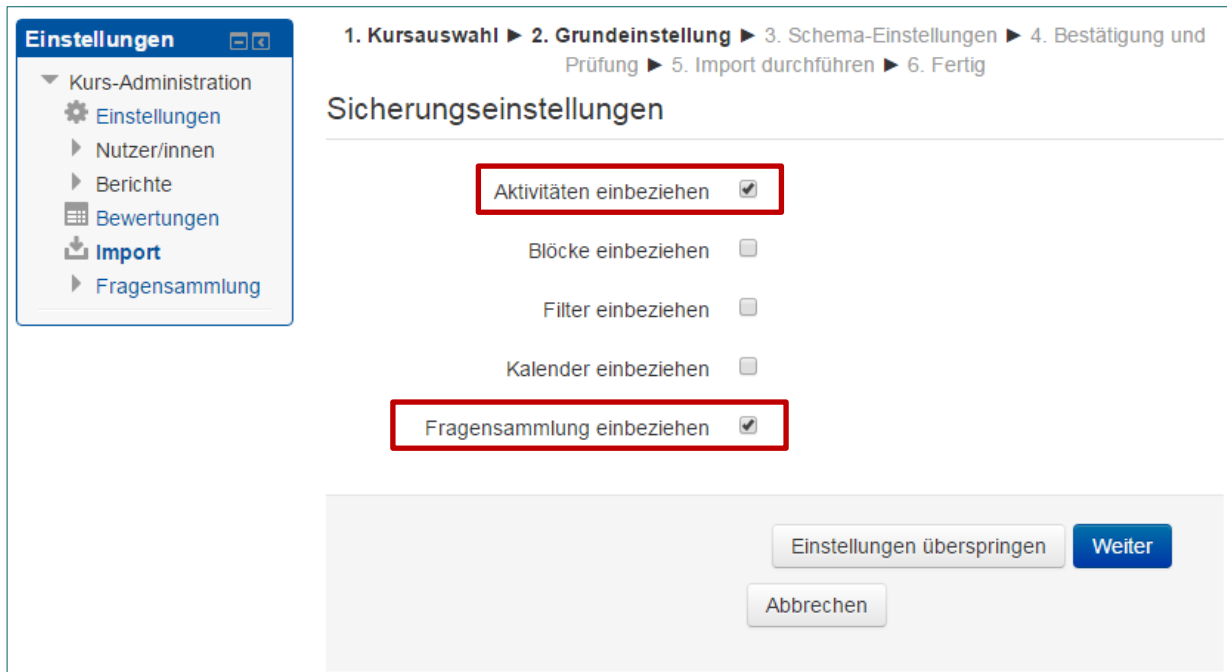 Einstellungen
Kurs-Administration
Einstellungen
Nutzer/innen
Berichte
Bewertungen
Import
Fragensammlung
1. Kursauswahl ► 2. Grundeinstellung ► 3. Schema-Einstellungen ► 4. Bestätigung und
Prüfung ► 5. Import durchführen ► 6. Fertig
Sicherungseinstellungen
Aktivitäten einbeziehen
Blöcke einbeziehen
Filter einbeziehen
Kalender einbeziehen
Fragensammlung einbeziehen
Einstellungen überspringen Weiter
Abbrechen